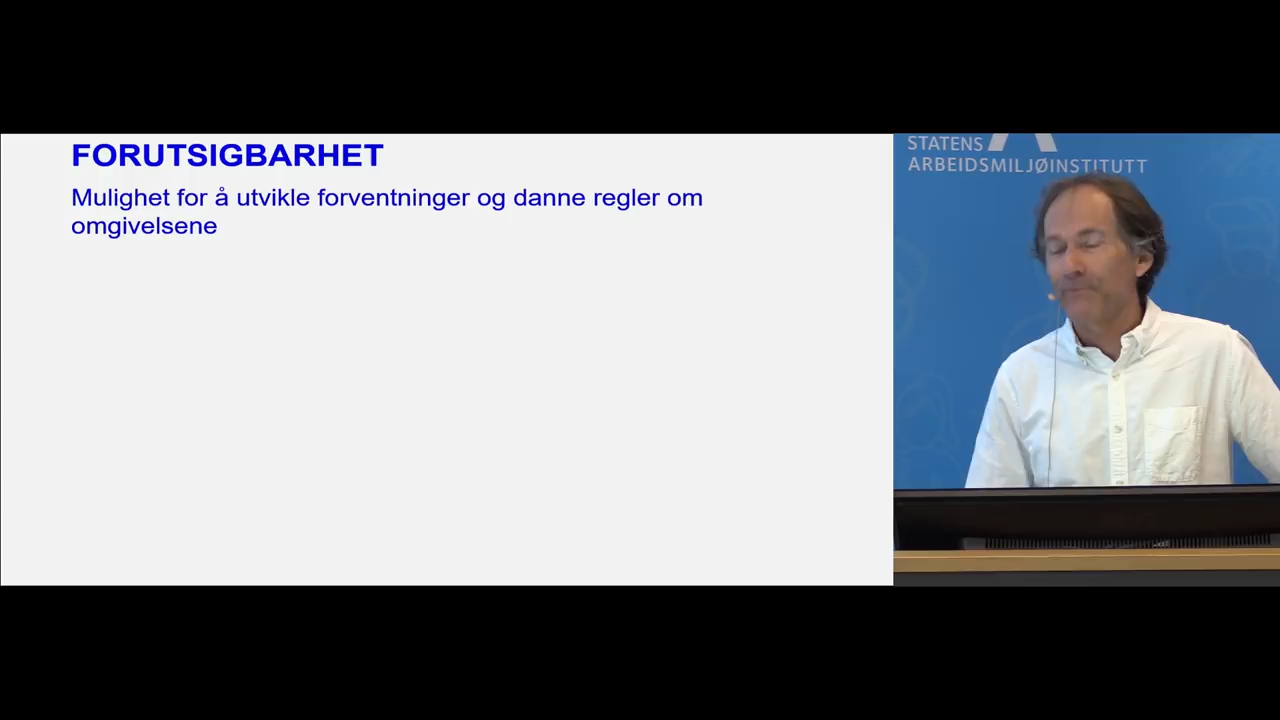 FORUTSIGBARHET
Mulighet for å utvikle forventninger og danne regler om
omgivelsene
STATENS
ARBEIDSMILJØINSTITUTT